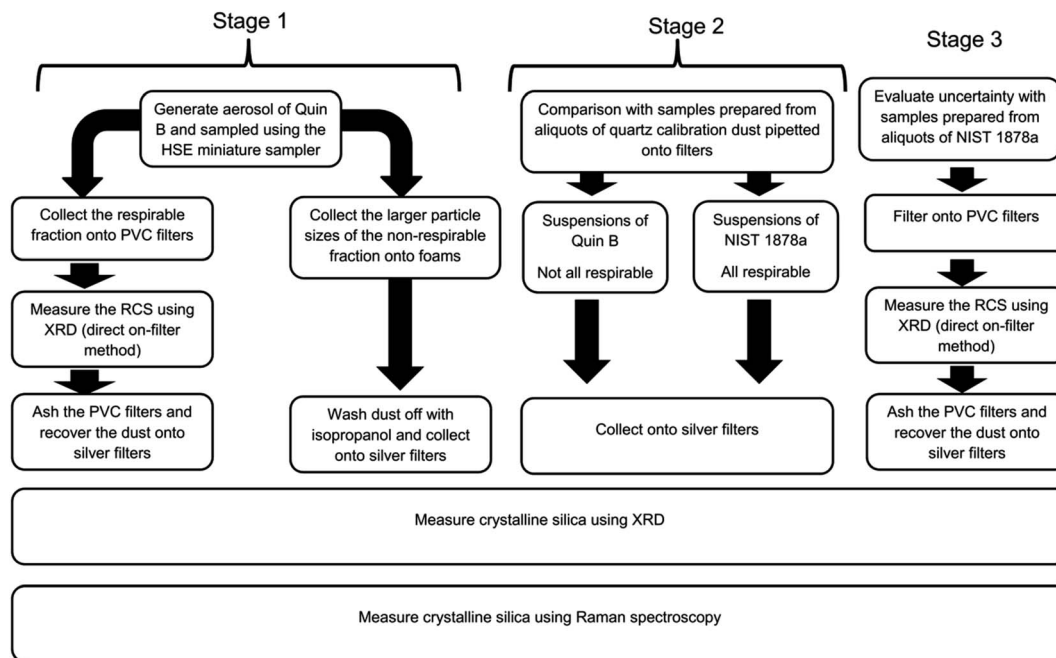 Stage 1
Generate aerosol of Quin
B and sampled using the
HSE miniature sampler
Collect the respirable
fraction onto PVC filters
Measure the RCS using
XRD (direct on-filter
method)
Ash the PVC filters and
recover the dust onto
silver filters
Collect the larger particle
sizes of the non-respirable
fraction onto foams
Wash dust off with
isopropanol and collect
onto silver filters
Stage 2
Comparison with samples prepared from
aliquots of quartz calibration dust pipetted
onto filters
Suspensions of
Quin B
Not all respirable
Suspensions of
NIST 1878a
All respirable
Collect onto silver filters
Stage 3
Evaluate uncertainty with
samples prepared from
aliquots of NIST 1878a
Filter onto PVC filters
Measure the RCS using
XRD (direct on-filter
method)
Ash the PVC filters and
recover the dust onto
silver filters
Measure crystalline silica using XRD
Measure crystalline silica using Raman spectroscopy